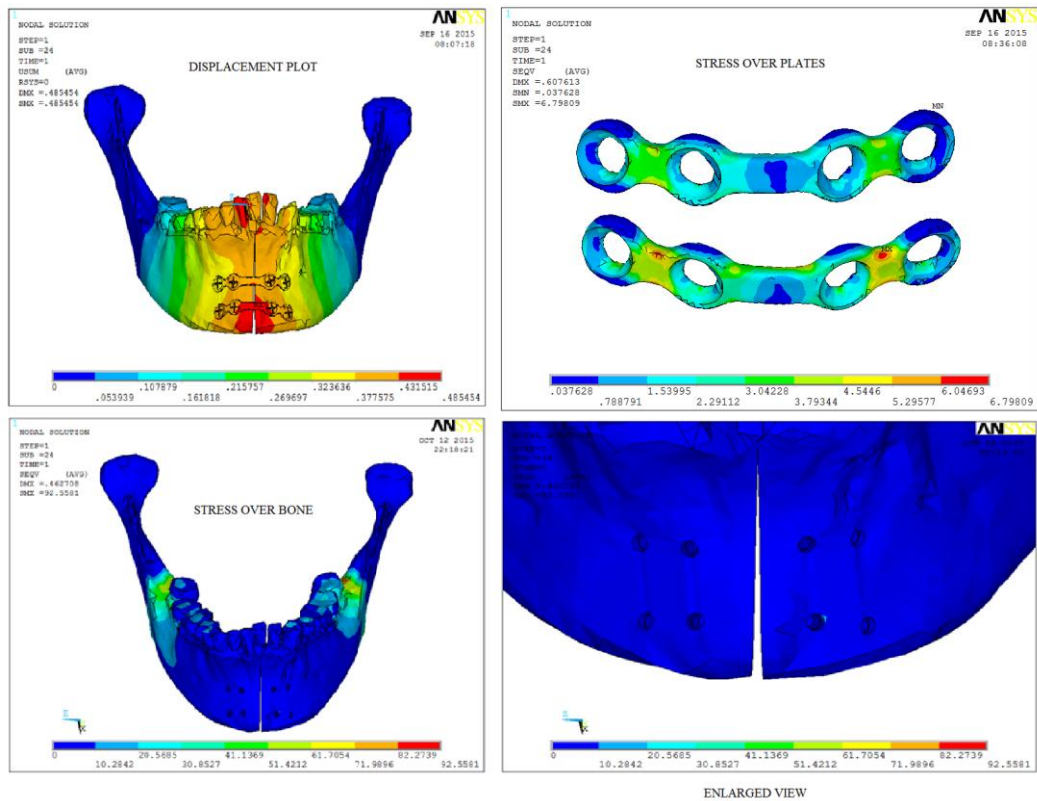 1
NODAL SOLUTION
STEP=1
SUB =24
TIME=1
USUM (AVG)
RSYS=0
DMX =.485454
SMX =.485454
ANSYS
SEP 16 2015
08:07:18
DISPLACEMENT PLOT
0 .107879 .215757 .323636 .431515
.053939 .161818 .269697 .377575 .485454
1
NODAL SOLUTION
STEP=1
SUB =24
TIME=1
SEQV (AVG)
DMX =.607613
SMN =.037628
SMX =6.79809
ANSYS
SEP 16 2015
08:36:08
STRESS OVER PLATES
MN
MX
.037628 1.53995 3.04228 4.5446 6.04693
.788791 2.29112 3.79344 5.29577 6.79809
1
NODAL SOLUTION
STEP=1
SUB =24
TIME=1
SEQV (AVG)
DMX =.462708
SMX =92.5581
ANSYS
OCT 12 2015
22:18:21
STRESS OVER BONE
Z
X
0 20.5685 41.1369 61.7054 82.2739
10.2842 30.8527 51.4212 71.9896 92.5581
ANSYS
Z
X
0 20.5685 41.1369 61.7054 82.2739
10.2842 30.8527 51.4212 71.9896 92.5581
ENLARGED VIEW